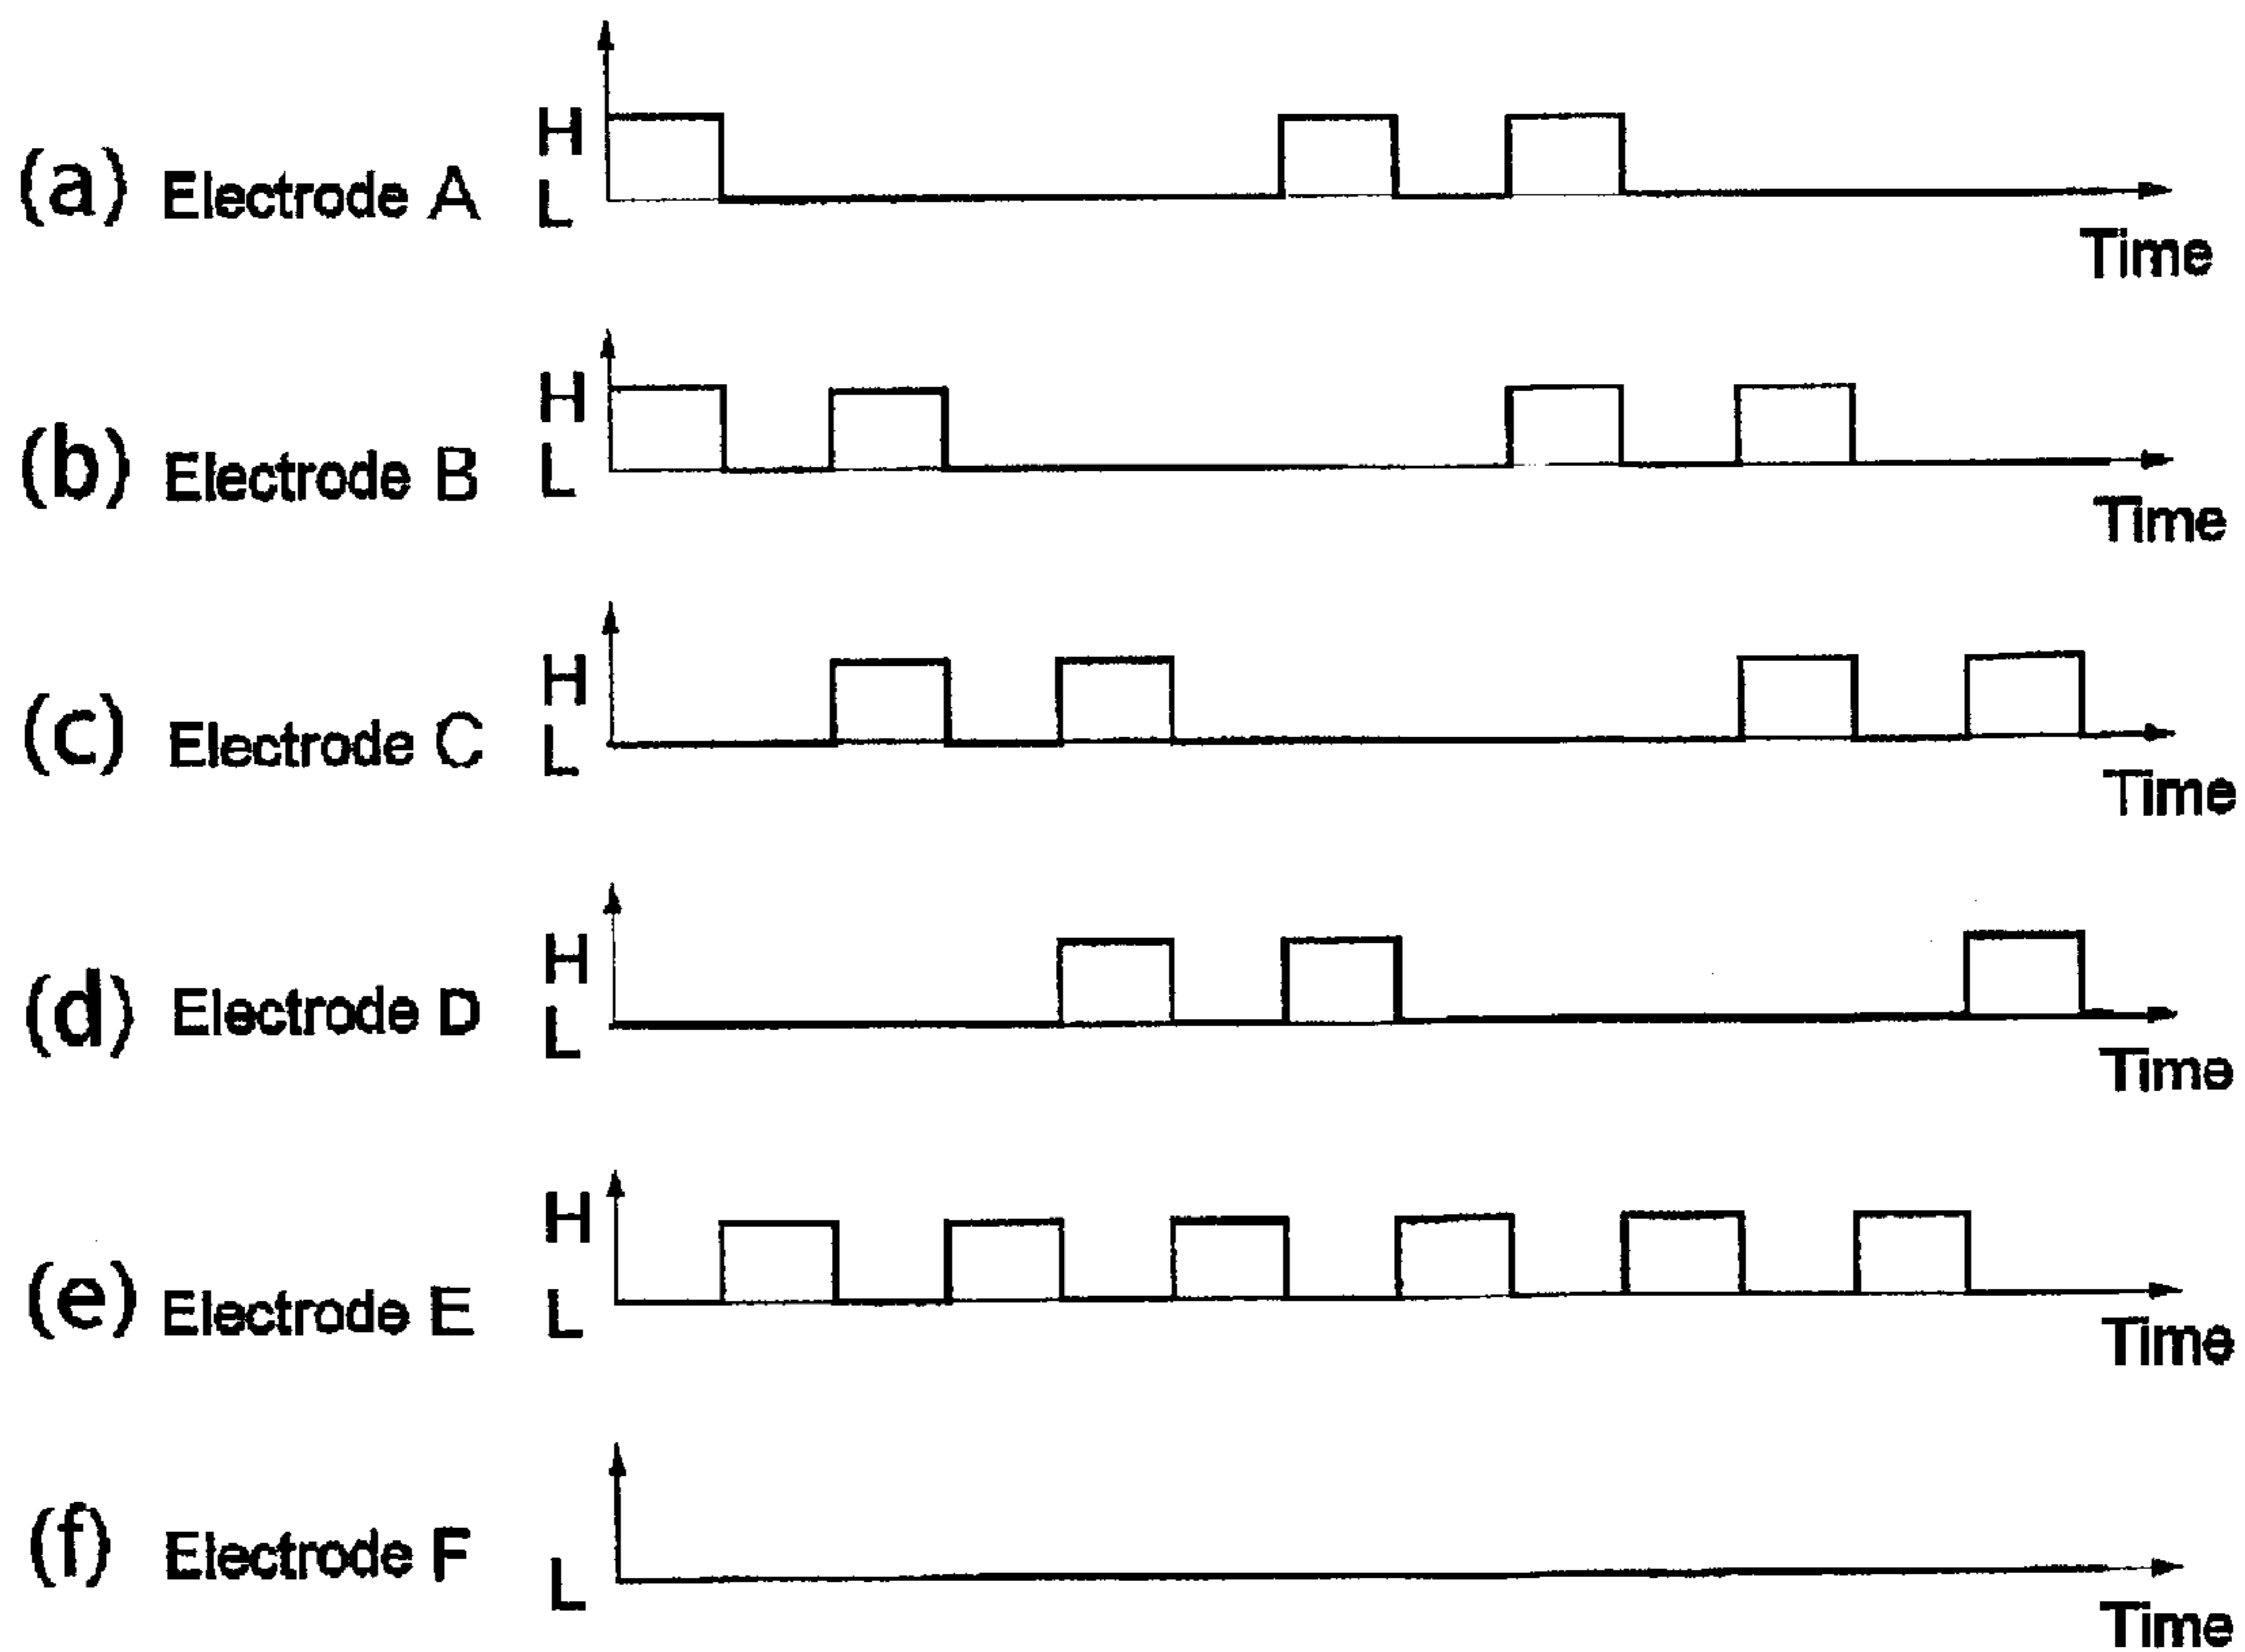 H
(a) Electrode A
L
Time
H
(b) Electrode B
L
Time
H
(c) Electrode C
L
Time
H
(d) Electrode D
L
Time
H
(e) Electrode E
L
Time
(f) Electrode F
L
Time